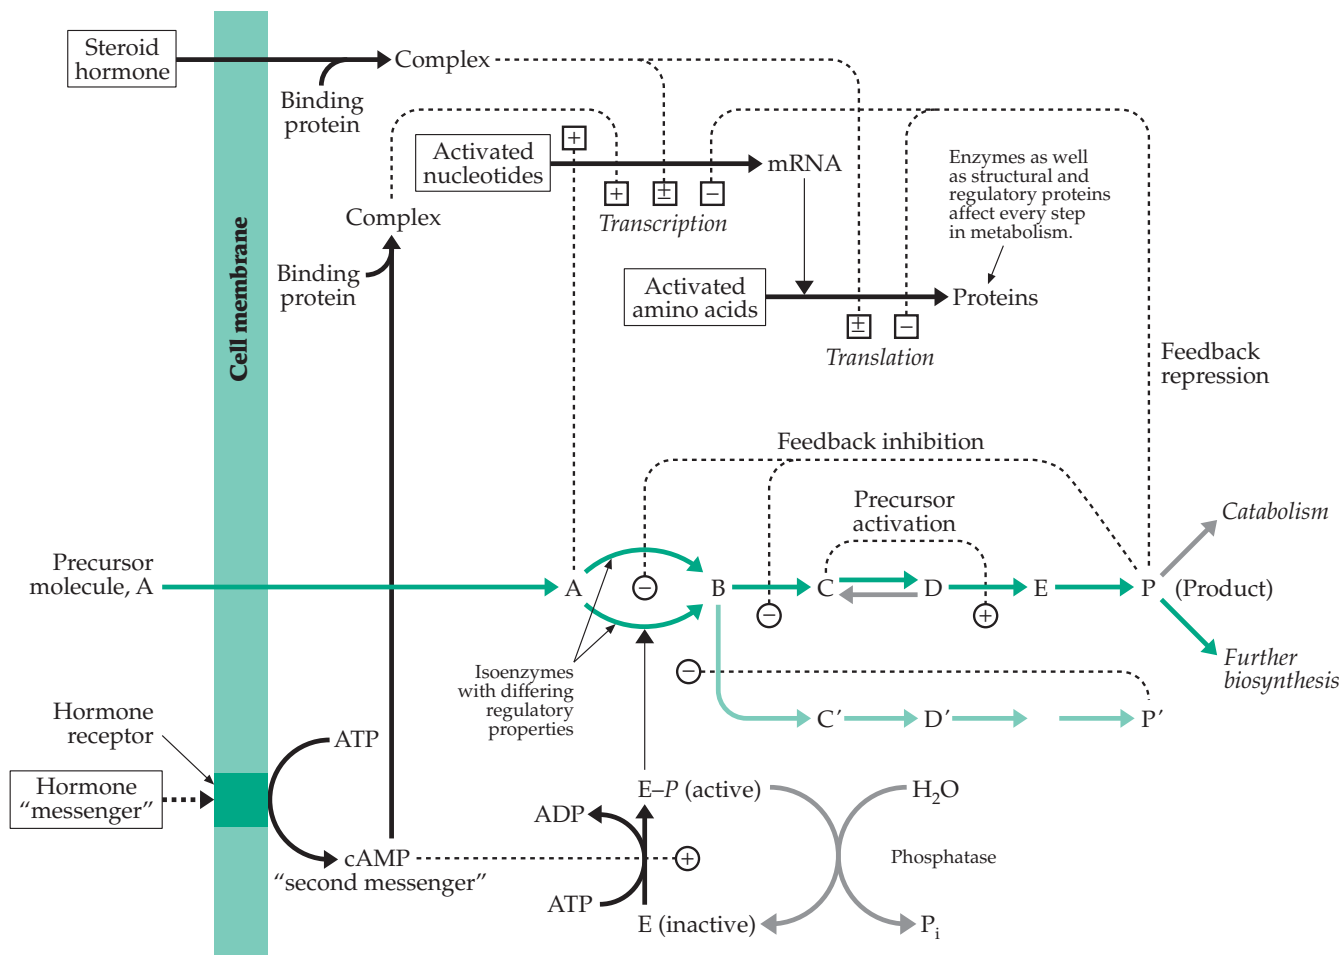 Steroid
hormone
Complex
Binding
protein
+
Activated
nucleotides
mRNA
+
±
−
Transcription
Enzymes as well
as structural and
regulatory proteins
affect every step
in metabolism.
Cell membrane
Complex
Binding
protein
Activated
amino acids
Proteins
±
−
Translation
Feedback
repression
Feedback inhibition
Precursor
activation
Catabolism
Precursor
molecule, A
A
−
B
−
C
D
+
E
P (Product)
Further
biosynthesis
Isoenzymes
with differing
regulatory
properties
−
C′
D′
P′
Hormone
receptor
Hormone
“messenger”
ATP
cAMP
“second messenger”
E–P (active)
H₂O
ADP
+
Phosphatase
ATP
E (inactive)
Pᵢ